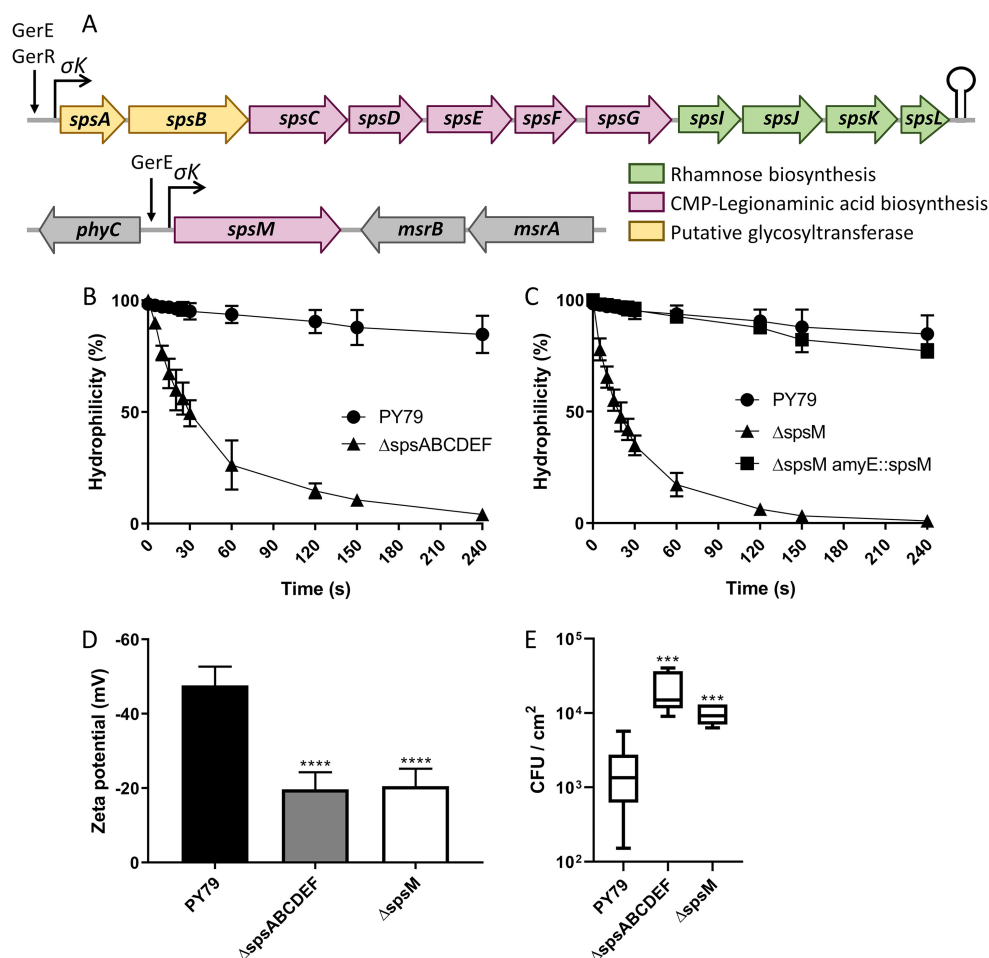 A
GerE
GerR
σK
spsA spsB spsC spsD spsE spsF spsG spsI spsJ spsK spsL
GerE
σK
phyC spsM msrB msrA
Rhamnose biosynthesis
CMP-Legionaminic acid biosynthesis
Putative glycosyltransferase
B
Hydrophilicity (%)
100
50
0
PY79
ΔspsABCDEF
0 30 60 90 120 150 180 210 240
Time (s)
C
Hydrophilicity (%)
100
50
0
PY79
ΔspsM
ΔspsM amyE::spsM
0 30 60 90 120 150 180 210 240
Time (s)
D
Zeta potential (mV)
-60
-40
-20
0
**** ****
PY79 ΔspsABCDEF ΔspsM
E
CFU / cm²
10⁵
10⁴
10³
10²
*** ***
PY79 ΔspsABCDEF ΔspsM